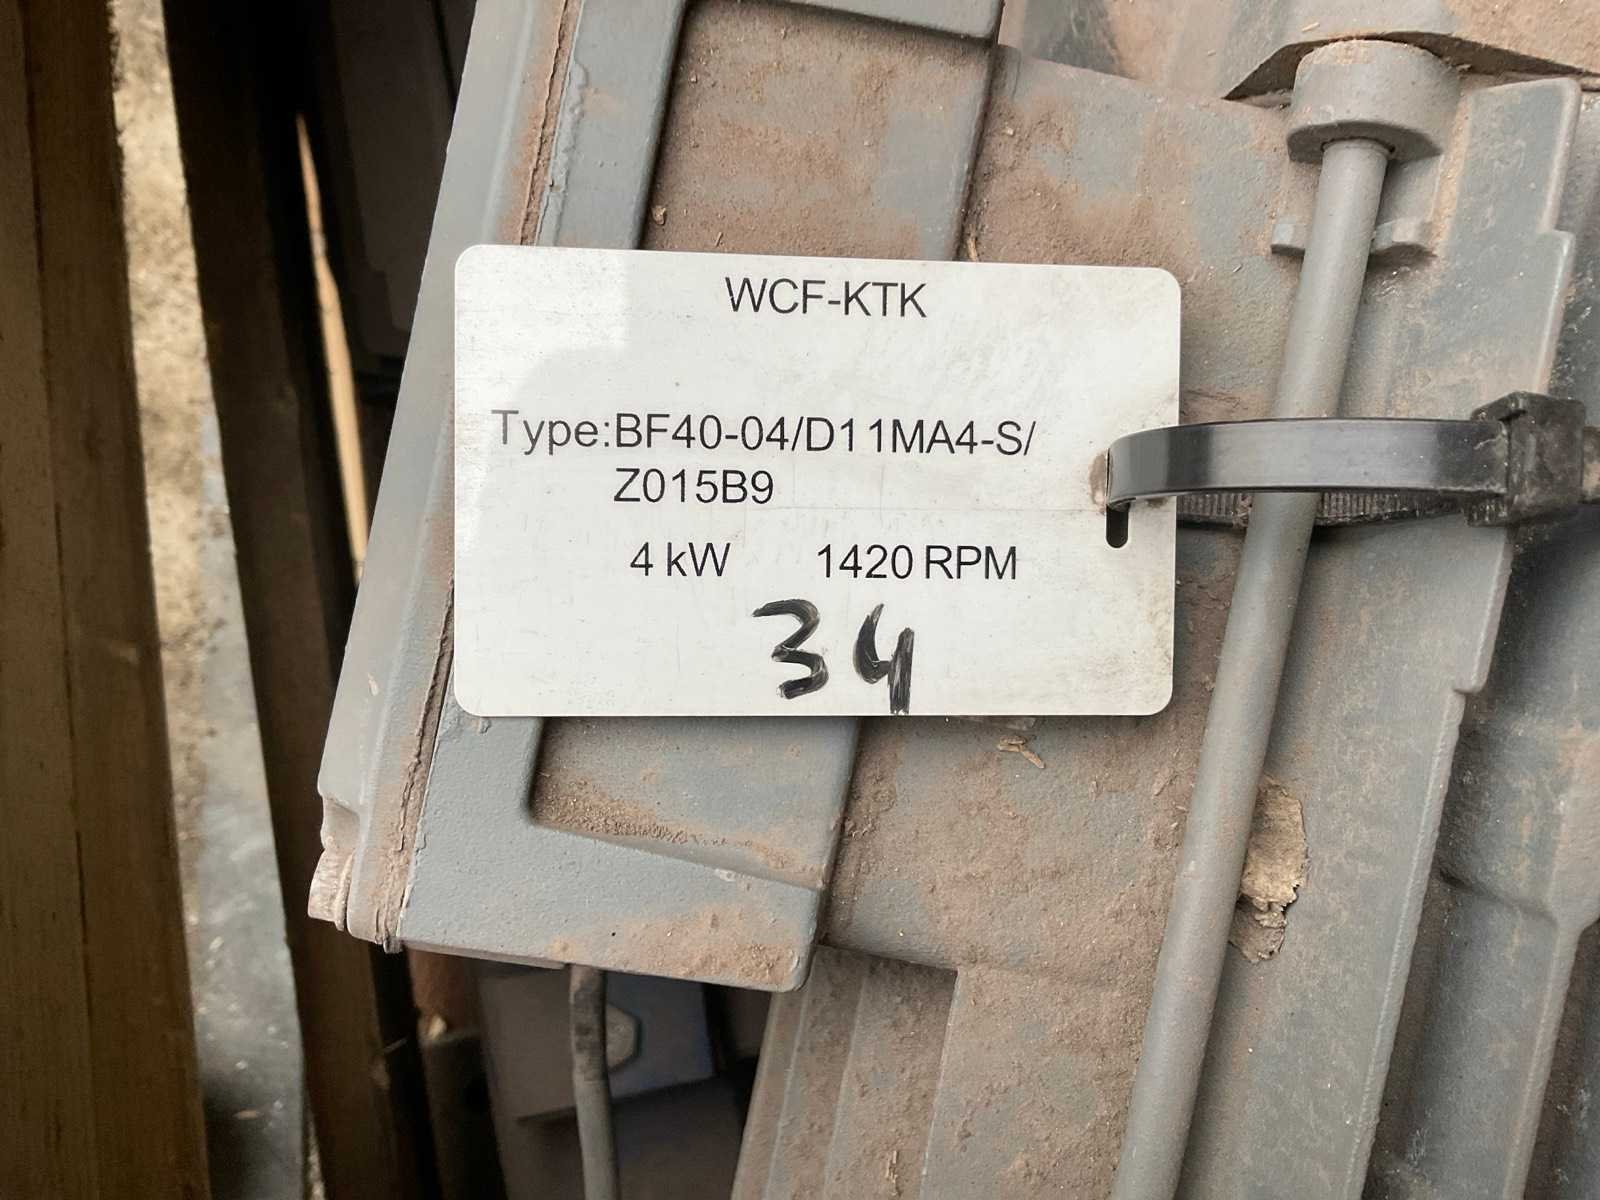 WCF-KTK
Type:BF40-04/D11MA4-S/
Z015B9
4 kW 1420 RPM
34